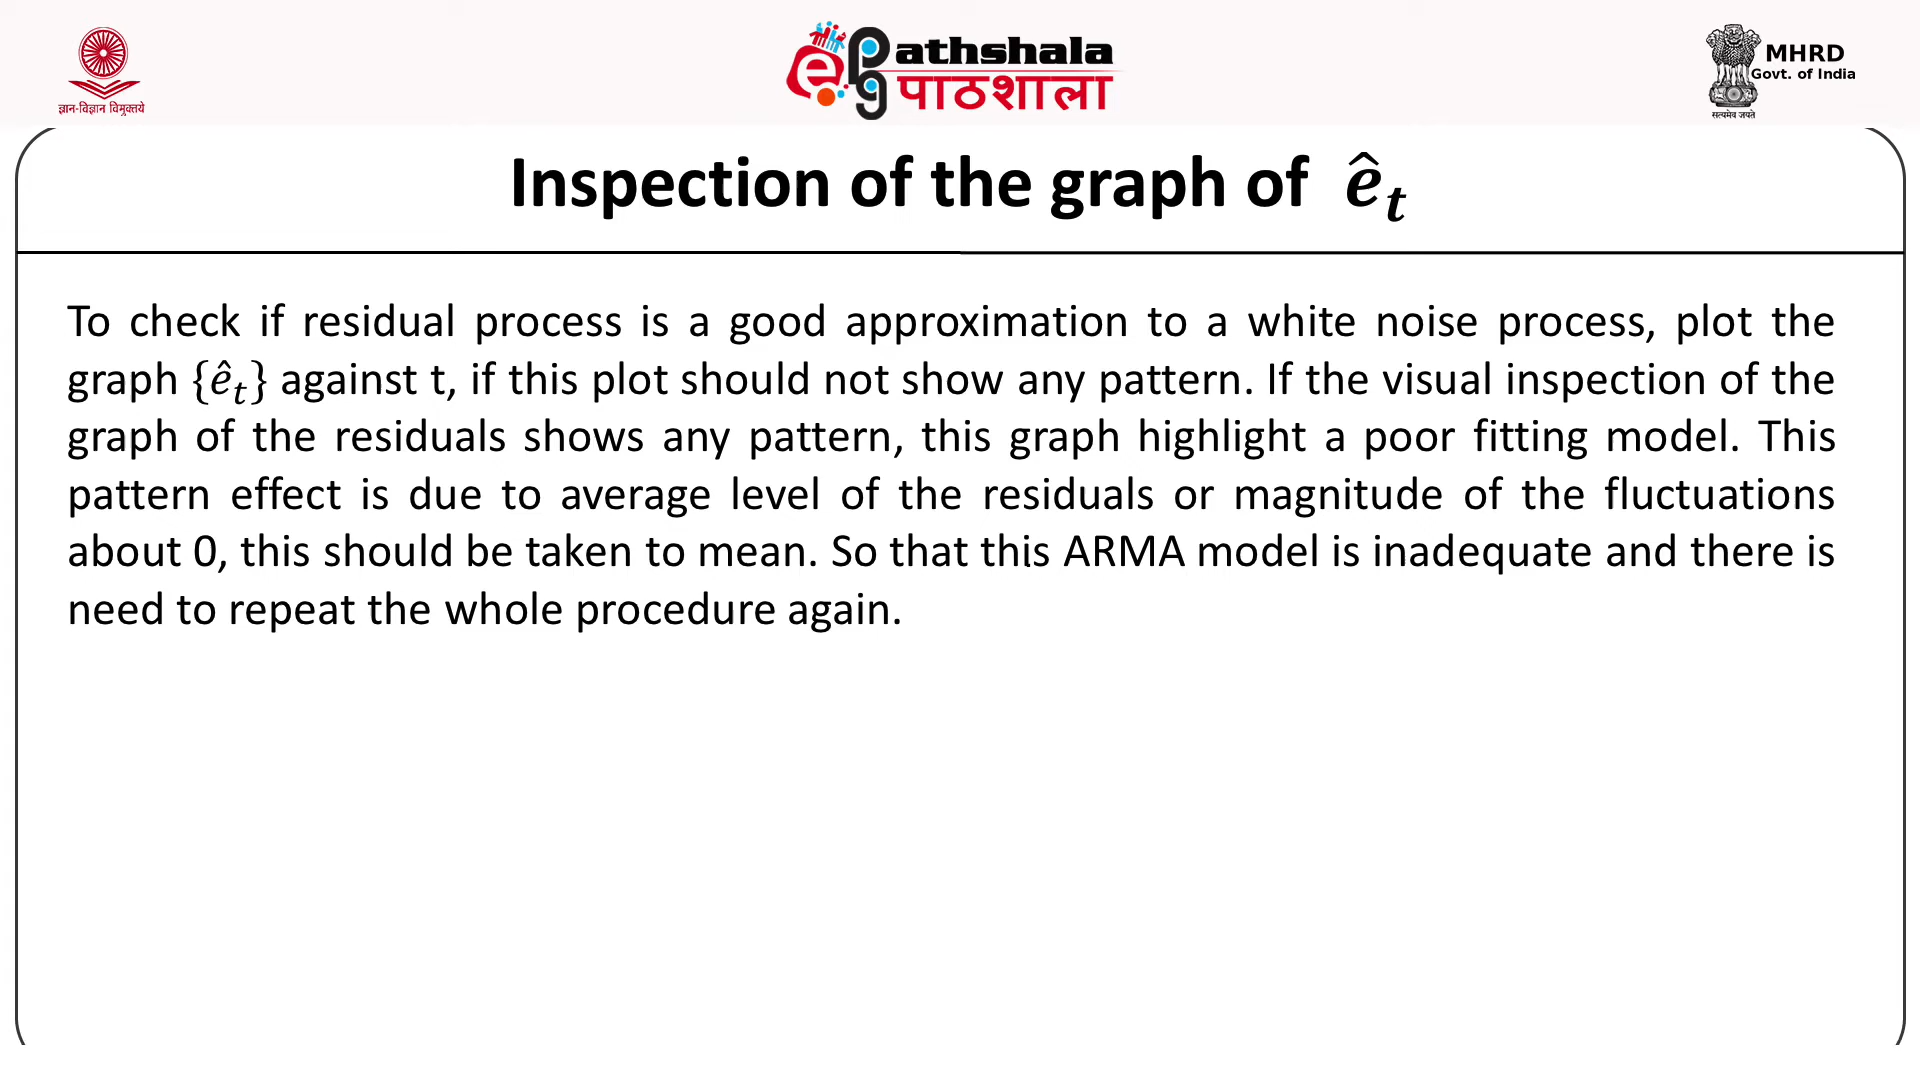 ज्ञान-विज्ञान विमुक्तये
ePathshala
पाठशाला
MHRD
Govt. of India
सत्यमेव जयते
Inspection of the graph of ê_t
To check if residual process is a good approximation to a white noise process, plot the
graph {ê_t} against t, if this plot should not show any pattern. If the visual inspection of the
graph of the residuals shows any pattern, this graph highlight a poor fitting model. This
pattern effect is due to average level of the residuals or magnitude of the fluctuations
about 0, this should be taken to mean. So that this ARMA model is inadequate and there is
need to repeat the whole procedure again.